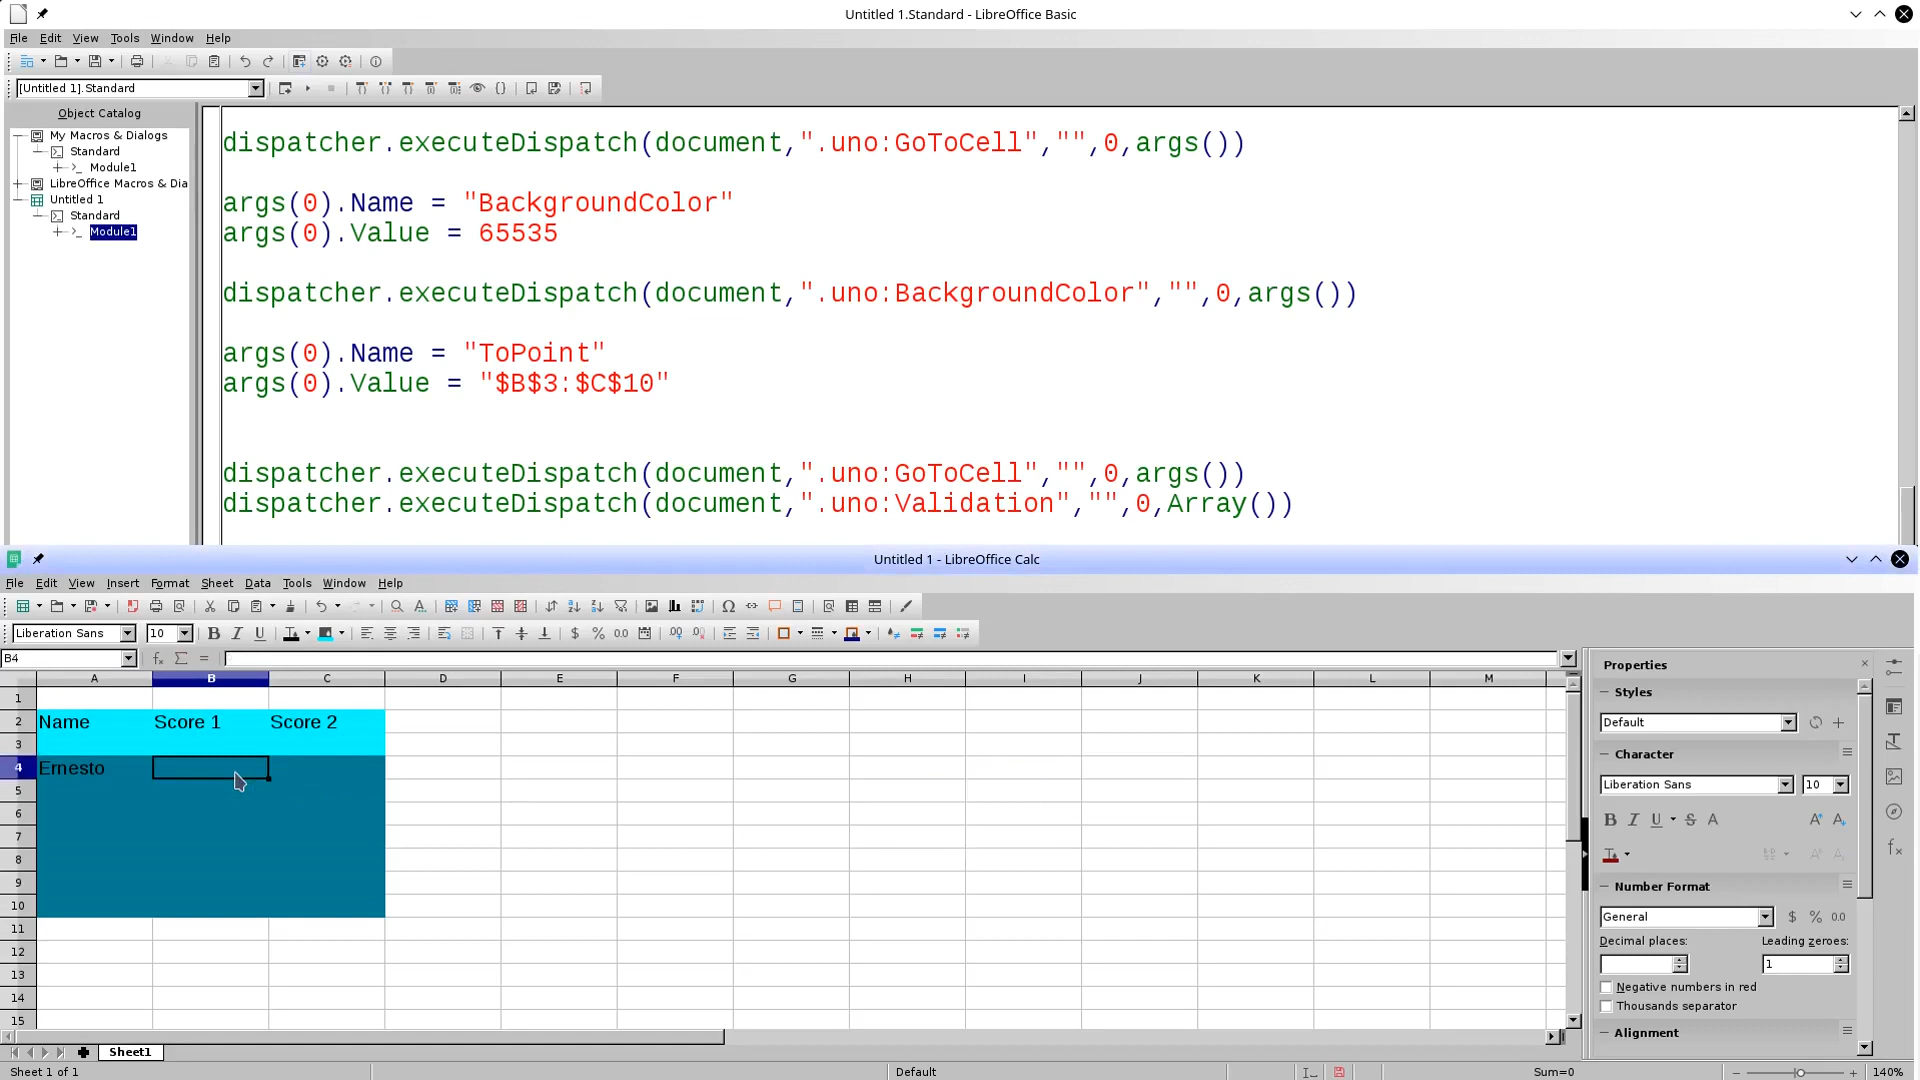 Untitled 1.Standard - LibreOffice Basic
File Edit View Tools Window Help
[Untitled 1].Standard
Object Catalog
My Macros & Dialogs
Standard
Module1
LibreOffice Macros & Dia
Untitled 1
Standard
Module1
dispatcher.executeDispatch(document,".uno:GoToCell","",0,args())
args(0).Name = "BackgroundColor"
args(0).Value = 65535
dispatcher.executeDispatch(document,".uno:BackgroundColor","",0,args())
args(0).Name = "ToPoint"
args(0).Value = "$B$3:$C$10"
dispatcher.executeDispatch(document,".uno:GoToCell","",0,args())
dispatcher.executeDispatch(document,".uno:Validation","",0,Array())
Untitled 1 - LibreOffice Calc
File Edit View Insert Format Sheet Data Tools Window Help
Liberation Sans 10
B4
A B C D E F G H I J K L M
1
2 Name Score 1 Score 2
3
4 Ernesto
5
6
7
8
9
10
11
12
13
14
15
Properties
Styles
Default
Character
Liberation Sans 10
Number Format
General $ % 0.0
Decimal places: Leading zeroes:
1
Negative numbers in red
Thousands separator
Alignment
Sheet1
Sheet 1 of 1 Default Sum=0 140%